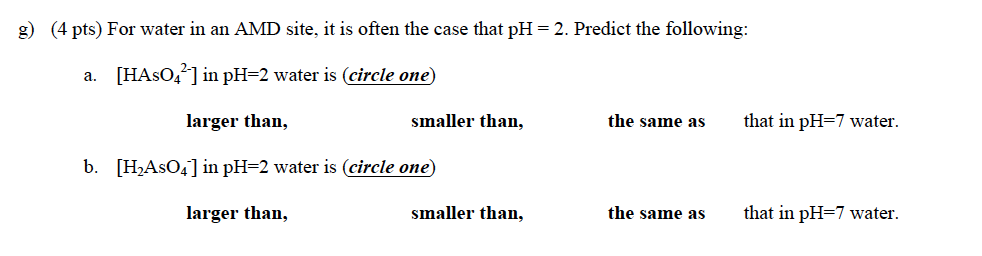 g) (4 pts) For water in an AMD site, it is often the case that pH = 2. Predict the following:
a. [HAsO₄²⁻] in pH=2 water is (circle one)
larger than, smaller than, the same as that in pH=7 water.
b. [H₂AsO₄⁻] in pH=2 water is (circle one)
larger than, smaller than, the same as that in pH=7 water.